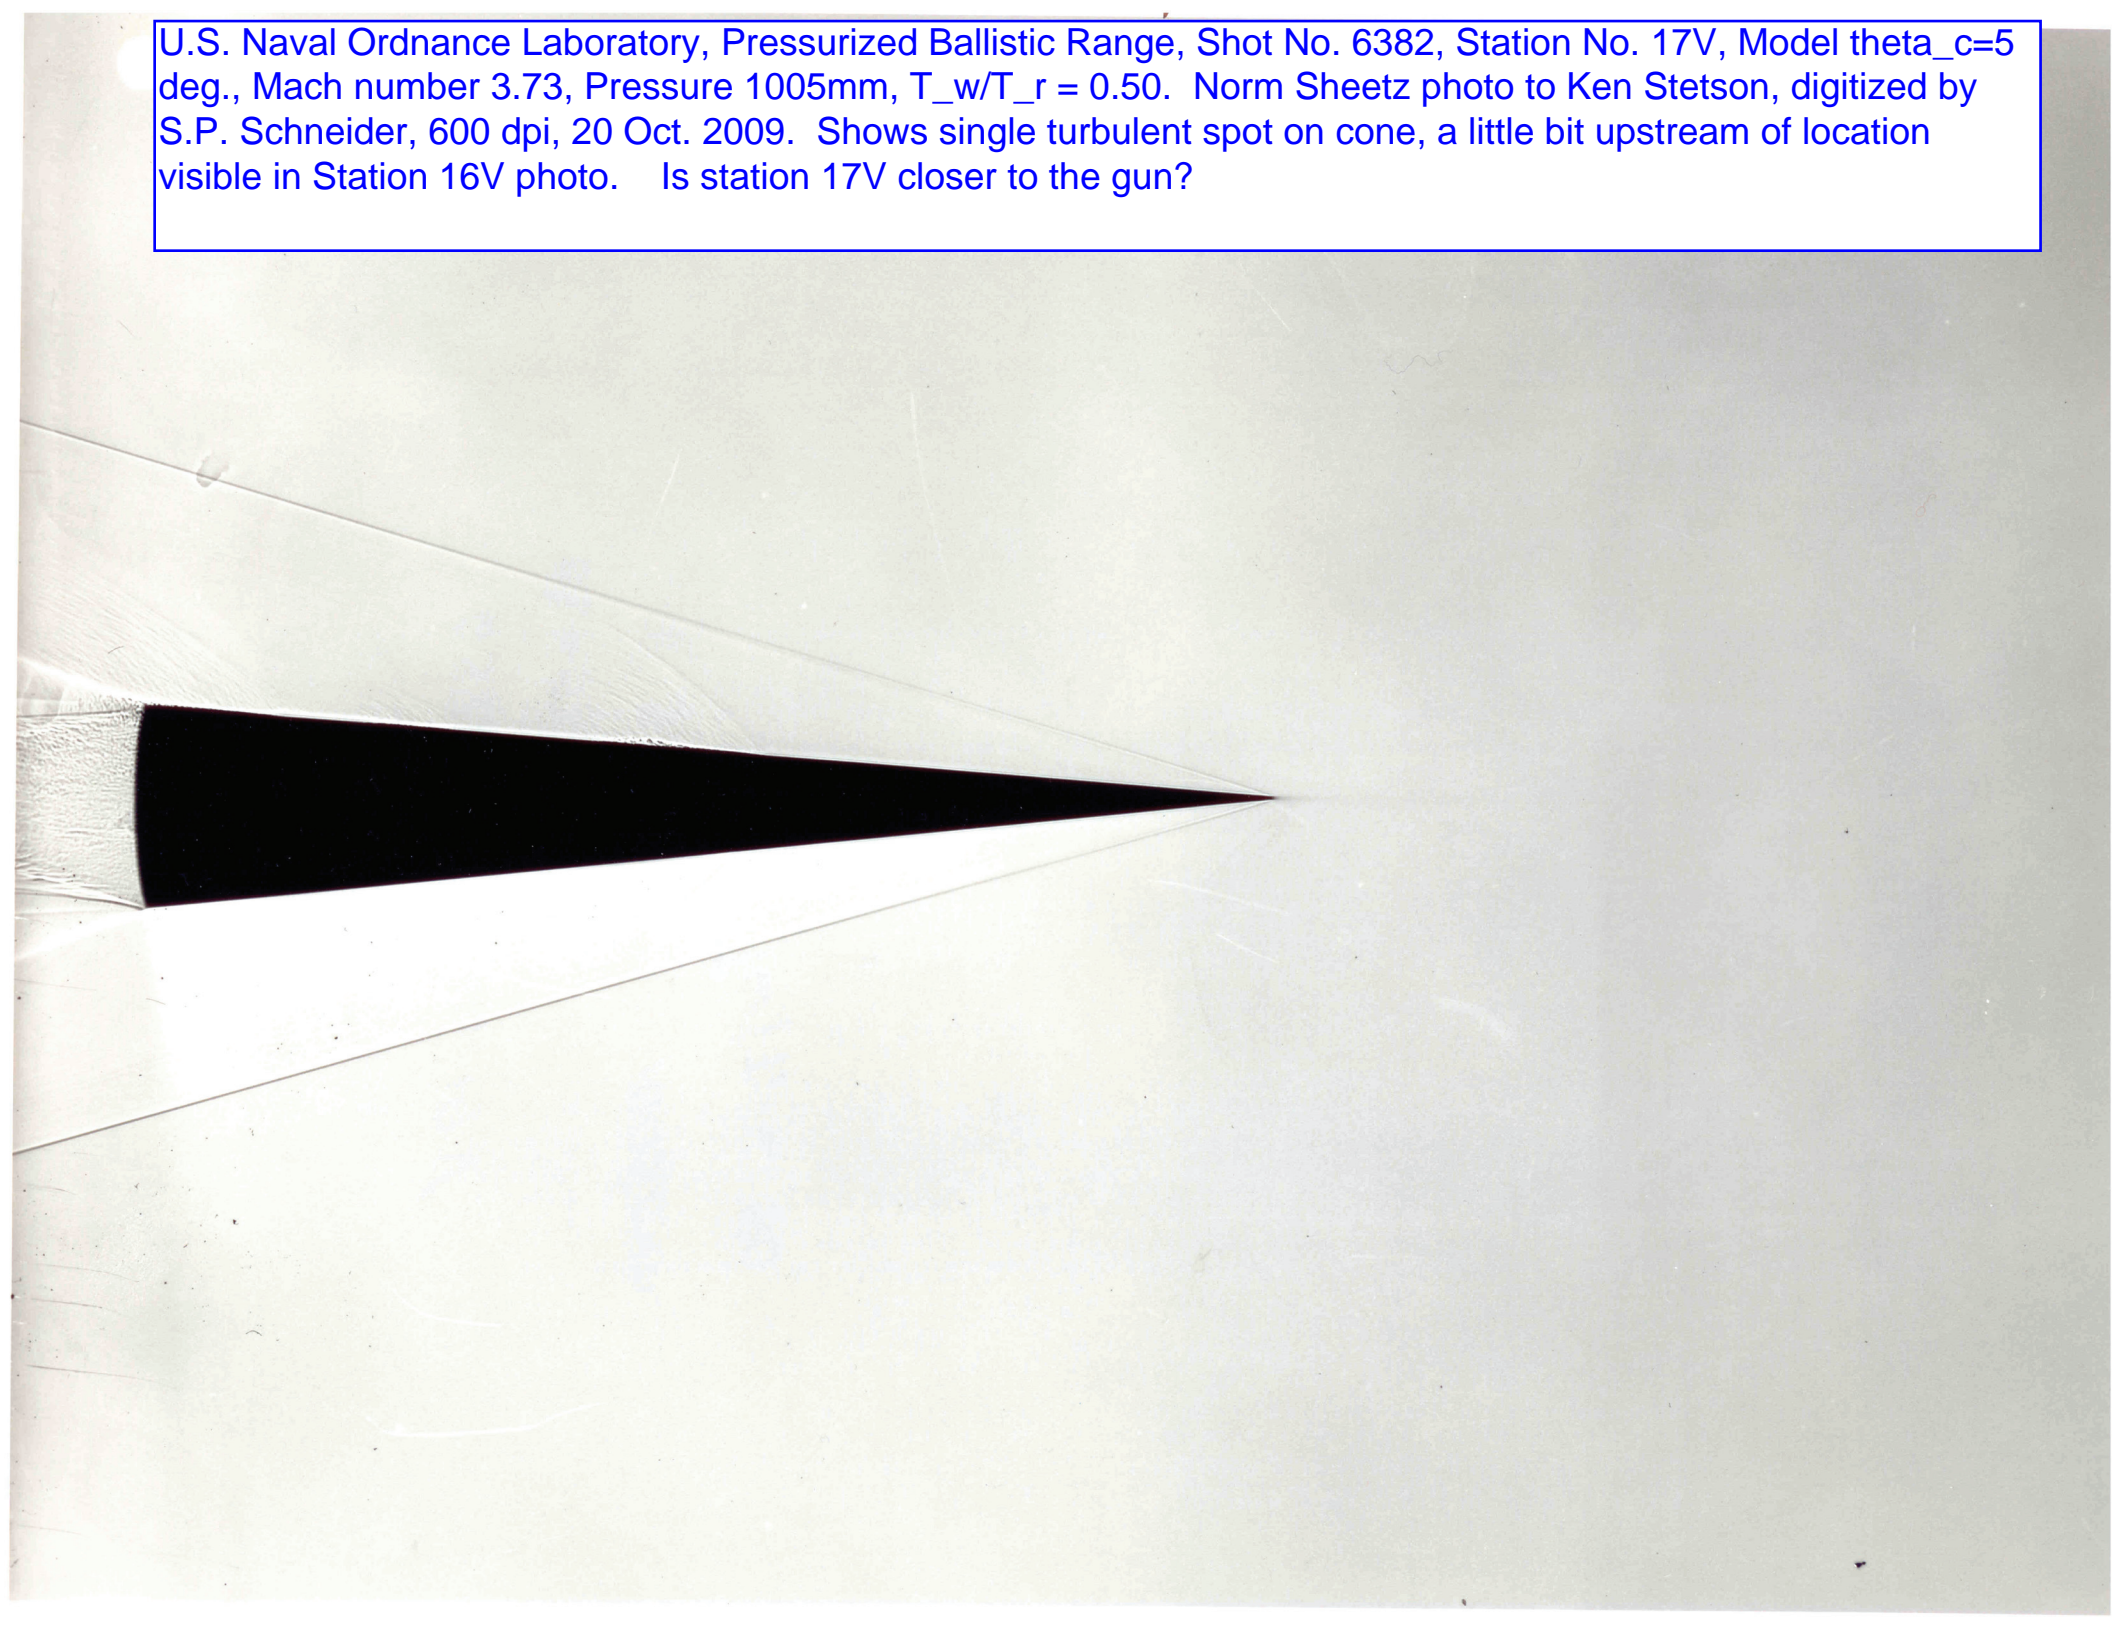 U.S. Naval Ordnance Laboratory, Pressurized Ballistic Range, Shot No. 6382, Station No. 17V, Model theta_c=5
deg., Mach number 3.73, Pressure 1005mm, T_w/T_r = 0.50.  Norm Sheetz photo to Ken Stetson, digitized by
S.P. Schneider, 600 dpi, 20 Oct. 2009.  Shows single turbulent spot on cone, a little bit upstream of location
visible in Station 16V photo.    Is station 17V closer to the gun?